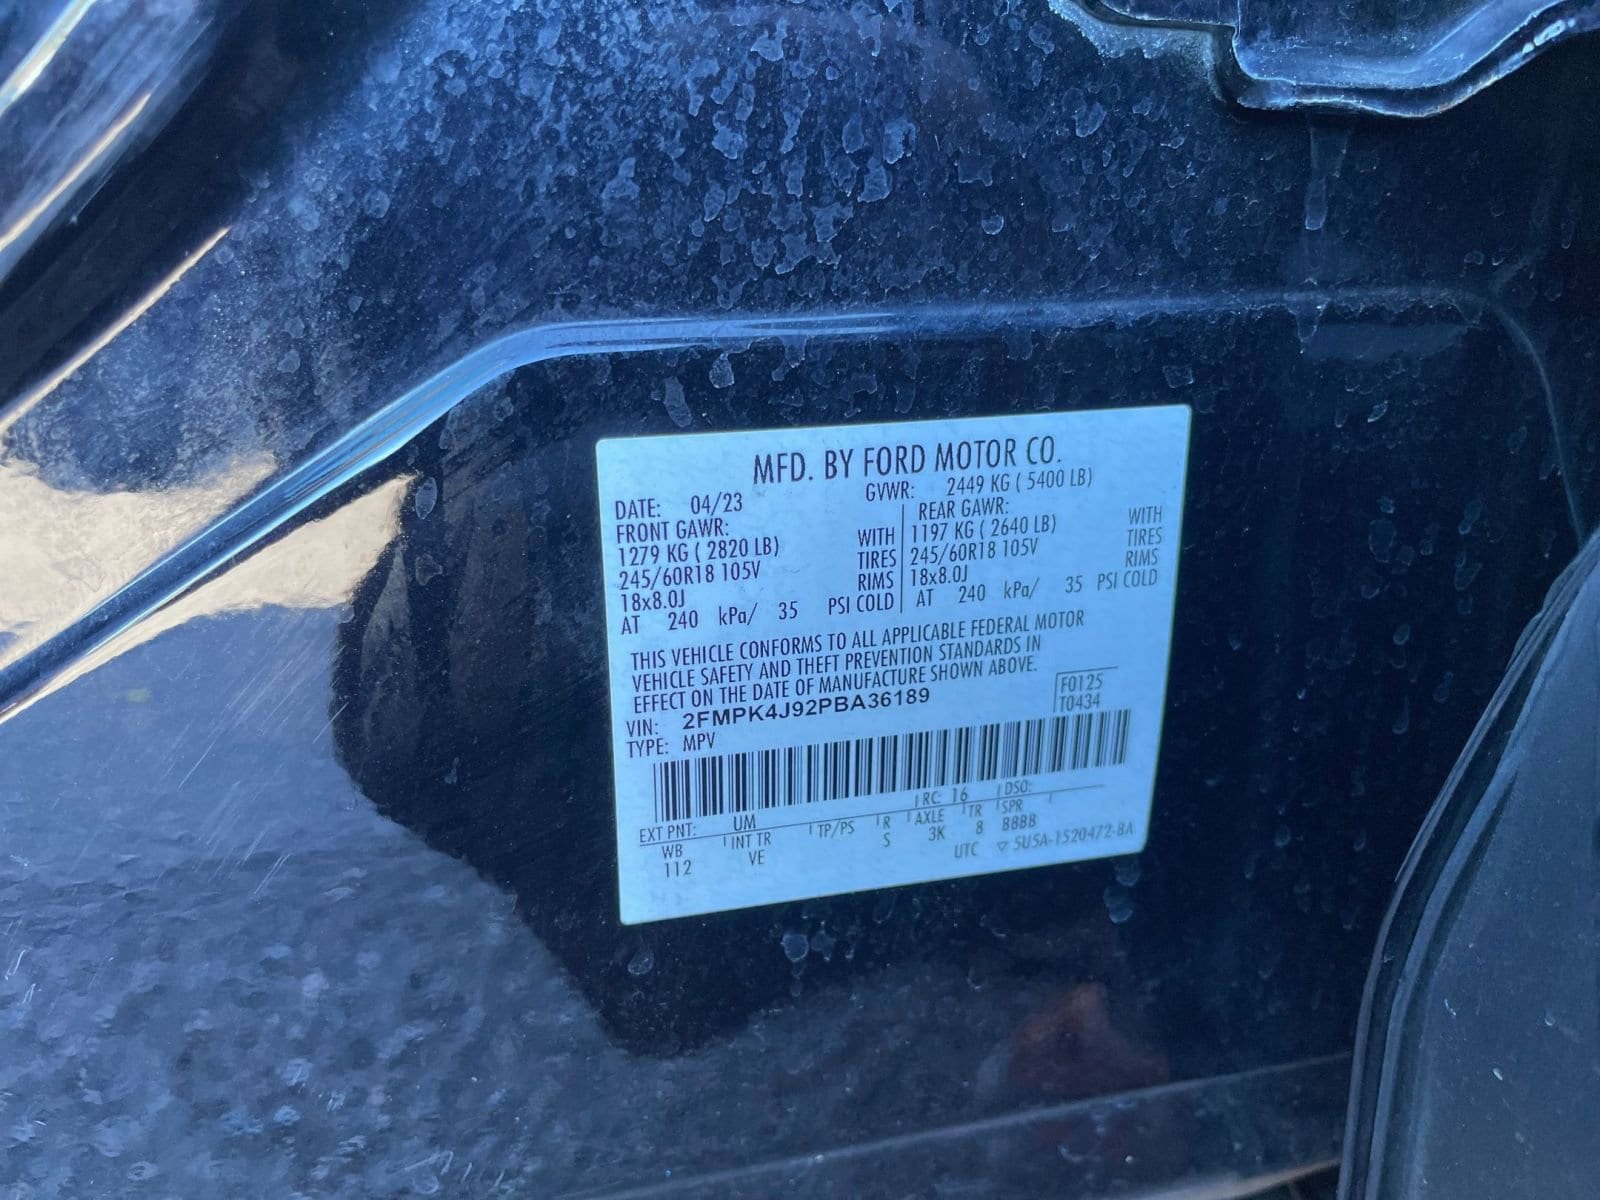 MFD. BY FORD MOTOR CO.
DATE: 04/23 GVWR: 2449 KG ( 5400 LB)
FRONT GAWR: REAR GAWR:
1279 KG ( 2820 LB) WITH 1197 KG ( 2640 LB) WITH
245/60R18 105V TIRES 245/60R18 105V TIRES
18x8.0J RIMS 18x8.0J RIMS
AT 240 kPa/ 35 PSI COLD AT 240 kPa/ 35 PSI COLD
THIS VEHICLE CONFORMS TO ALL APPLICABLE FEDERAL MOTOR
VEHICLE SAFETY AND THEFT PREVENTION STANDARDS IN
EFFECT ON THE DATE OF MANUFACTURE SHOWN ABOVE.
VIN: 2FMPK4J92PBA36189 F0125
TYPE: MPV T0434
EXT PNT: UM RC: 16 DSO:
WB INT TR TP/PS R AXLE TR SPR
112 VE S 3K 8 8888
UTC ▽ 5U5A-1520472-BA